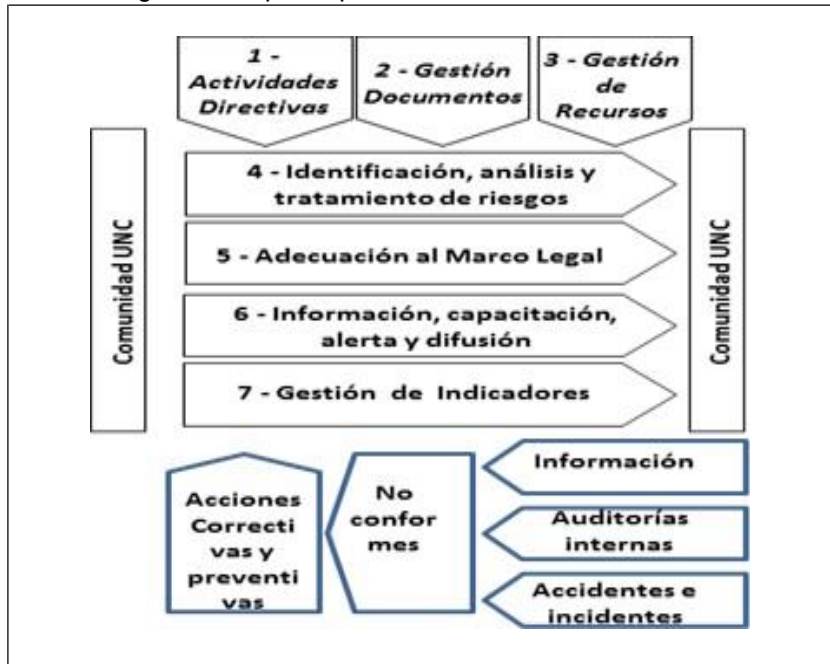 1 -
Actividades
Directivas
2 - Gestión
Documentos
3 - Gestión
de
Recursos
Comunidad UNC
4 - Identificación, análisis y
tratamiento de riesgos
5 - Adecuación al Marco Legal
6 - Información, capacitación,
alerta y difusión
7 - Gestión de Indicadores
Comunidad UNC
Acciones
Correcti
vas y
preventi
vas
No
confor
mes
Información
Auditorías
internas
Accidentes e
incidentes